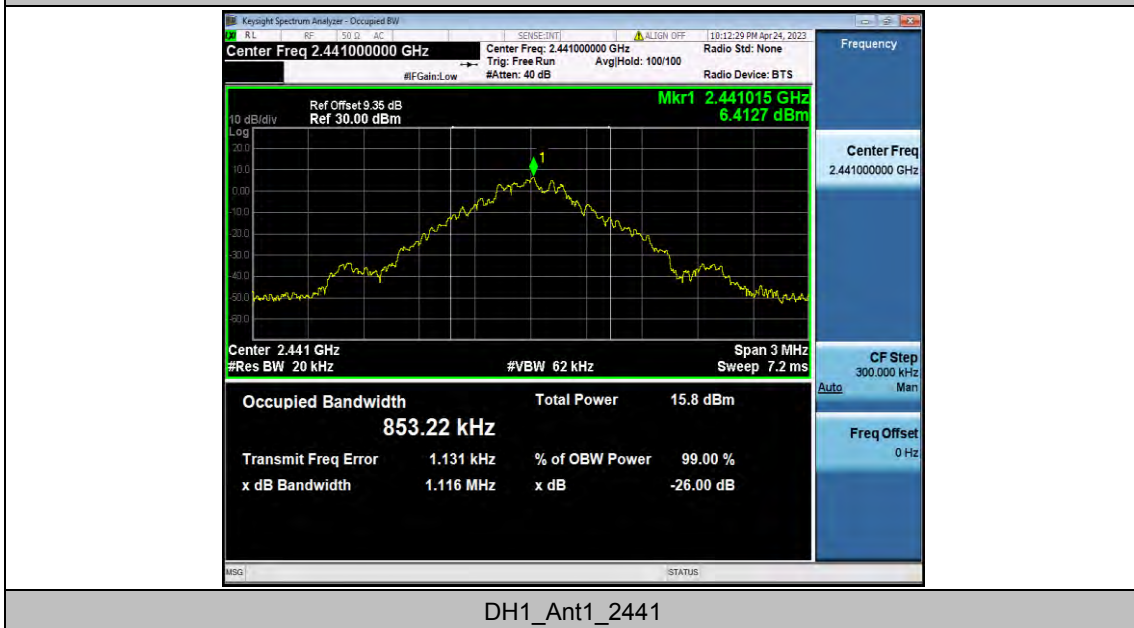 Keysight Spectrum Analyzer - Occupied BW
RL RF 50 Ω AC SENSE:INT ALIGN OFF 10:12:29 PM Apr 24, 2023
Center Freq 2.441000000 GHz
Center Freq: 2.441000000 GHz
Radio Std: None
Trig: Free Run Avg|Hold: 100/100
#IFGain:Low
#Atten: 40 dB
Radio Device: BTS
Frequency
Mkr1 2.441015 GHz
6.4127 dBm
Ref Offset 9.35 dB
10 dB/div Ref 30.00 dBm
Log
20.0
10.0
0.00
-10.0
-20.0
-30.0
-40.0
-50.0
-60.0
1
Center Freq
2.441000000 GHz
Center 2.441 GHz
Span 3 MHz
#Res BW 20 kHz
#VBW 62 kHz
Sweep 7.2 ms
CF Step
300.000 kHz
Auto Man
Occupied Bandwidth
853.22 kHz
Total Power 15.8 dBm
Transmit Freq Error 1.131 kHz
% of OBW Power 99.00 %
x dB Bandwidth 1.116 MHz
x dB -26.00 dB
Freq Offset
0 Hz
MSG
STATUS
DH1_Ant1_2441